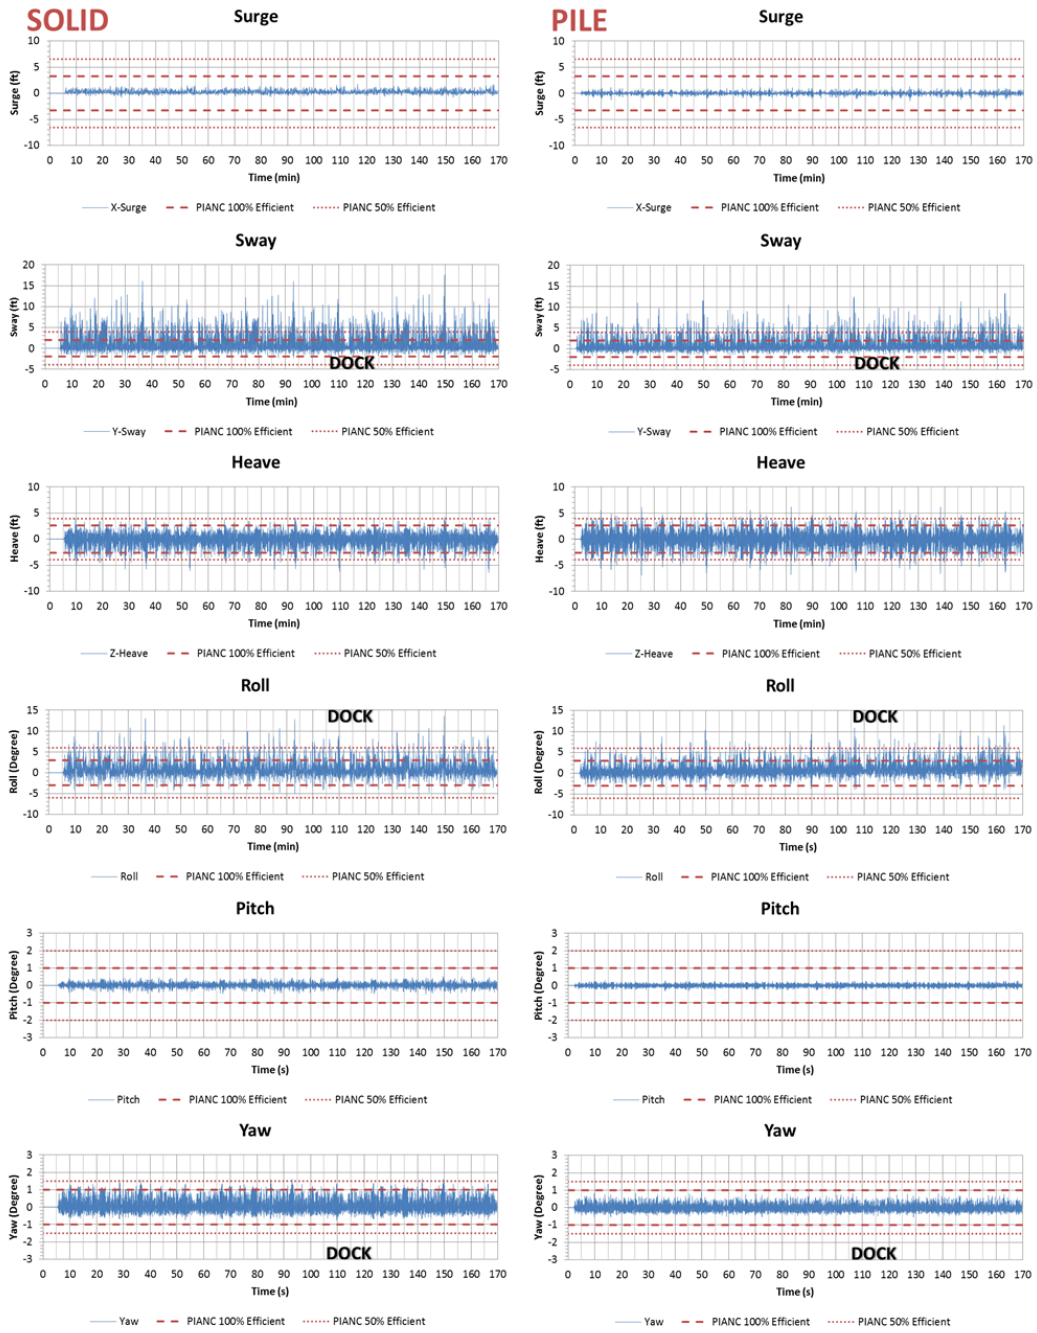 SOLID
Surge
Surge (ft)
10
5
0
-5
-10
0 10 20 30 40 50 60 70 80 90 100 110 120 130 140 150 160 170
Time (min)
X-Surge PIANC 100% Efficient PIANC 50% Efficient
PILE
Surge
Surge (ft)
10
5
0
-5
-10
0 10 20 30 40 50 60 70 80 90 100 110 120 130 140 150 160 170
Time (min)
X-Surge PIANC 100% Efficient PIANC 50% Efficient
Sway
Sway (ft)
20
15
10
5
0
-5
DOCK
0 10 20 30 40 50 60 70 80 90 100 110 120 130 140 150 160 170
Time (min)
Y-Sway PIANC 100% Efficient PIANC 50% Efficient
Sway
Sway (ft)
20
15
10
5
0
-5
DOCK
0 10 20 30 40 50 60 70 80 90 100 110 120 130 140 150 160 170
Time (min)
Y-Sway PIANC 100% Efficient PIANC 50% Efficient
Heave
Heave (ft)
10
5
0
-5
-10
0 10 20 30 40 50 60 70 80 90 100 110 120 130 140 150 160 170
Time (min)
Z-Heave PIANC 100% Efficient PIANC 50% Efficient
Heave
Heave (ft)
10
5
0
-5
-10
0 10 20 30 40 50 60 70 80 90 100 110 120 130 140 150 160 170
Time (min)
Z-Heave PIANC 100% Efficient PIANC 50% Efficient
Roll
Roll (Degree)
DOCK
15
10
5
0
-5
-10
0 10 20 30 40 50 60 70 80 90 100 110 120 130 140 150 160 170
Time (min)
Roll PIANC 100% Efficient PIANC 50% Efficient
Roll
Roll (Degree)
DOCK
15
10
5
0
-5
-10
0 10 20 30 40 50 60 70 80 90 100 110 120 130 140 150 160 170
Time (s)
Roll PIANC 100% Efficient PIANC 50% Efficient
Pitch
Pitch (Degree)
3
2
1
0
-1
-2
-3
0 10 20 30 40 50 60 70 80 90 100 110 120 130 140 150 160 170
Time (s)
Pitch PIANC 100% Efficient PIANC 50% Efficient
Pitch
Pitch (Degree)
3
2
1
0
-1
-2
-3
0 10 20 30 40 50 60 70 80 90 100 110 120 130 140 150 160 170
Time (s)
Pitch PIANC 100% Efficient PIANC 50% Efficient
Yaw
Yaw (Degree)
3
2
1
0
-1
-2
-3
DOCK
0 10 20 30 40 50 60 70 80 90 100 110 120 130 140 150 160 170
Time (s)
Yaw PIANC 100% Efficient PIANC 50% Efficient
Yaw
Yaw (Degree)
3
2
1
0
-1
-2
-3
DOCK
0 10 20 30 40 50 60 70 80 90 100 110 120 130 140 150 160 170
Time (s)
Yaw PIANC 100% Efficient PIANC 50% Efficient